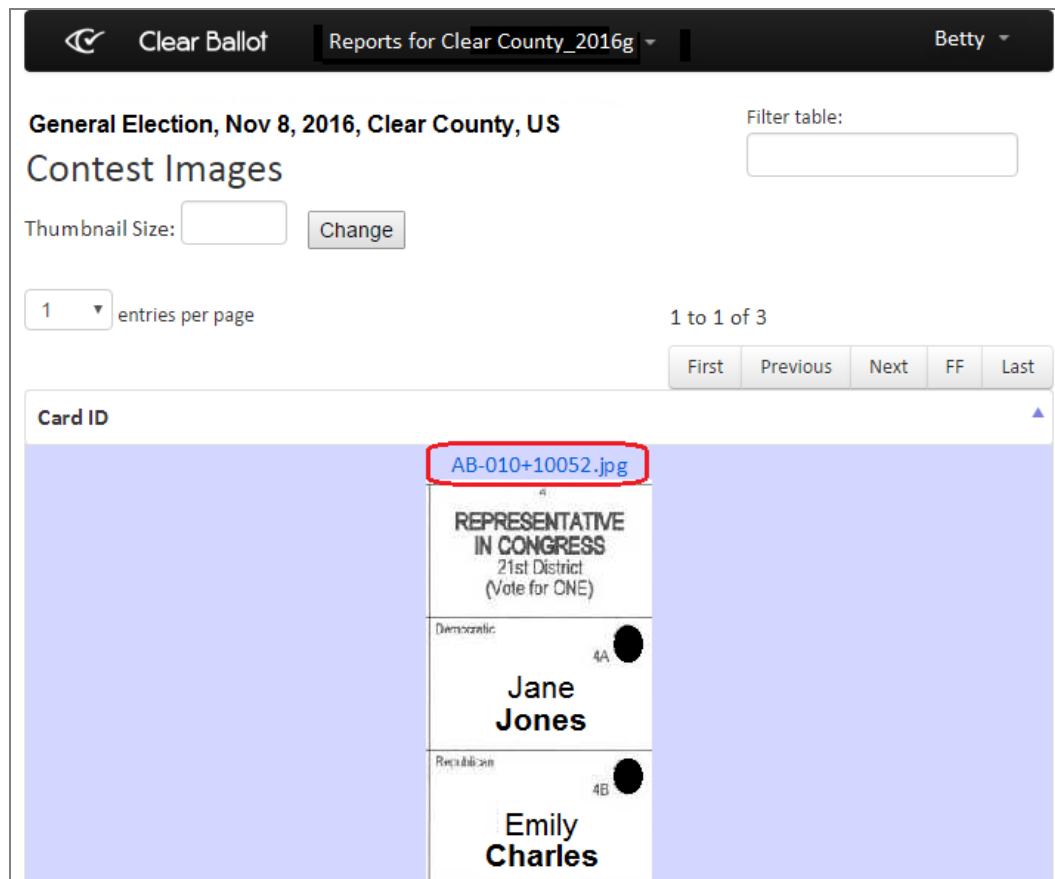 Clear Ballot Reports for Clear County_2016g Betty
General Election, Nov 8, 2016, Clear County, US
Filter table:
Contest Images
Thumbnail Size: Change
1 entries per page
1 to 1 of 3
First Previous Next FF Last
Card ID
AB-010+10052.jpg
4
REPRESENTATIVE
IN CONGRESS
21st District
(Vote for ONE)
Democratic
4A
Jane
Jones
Republican
4B
Emily
Charles